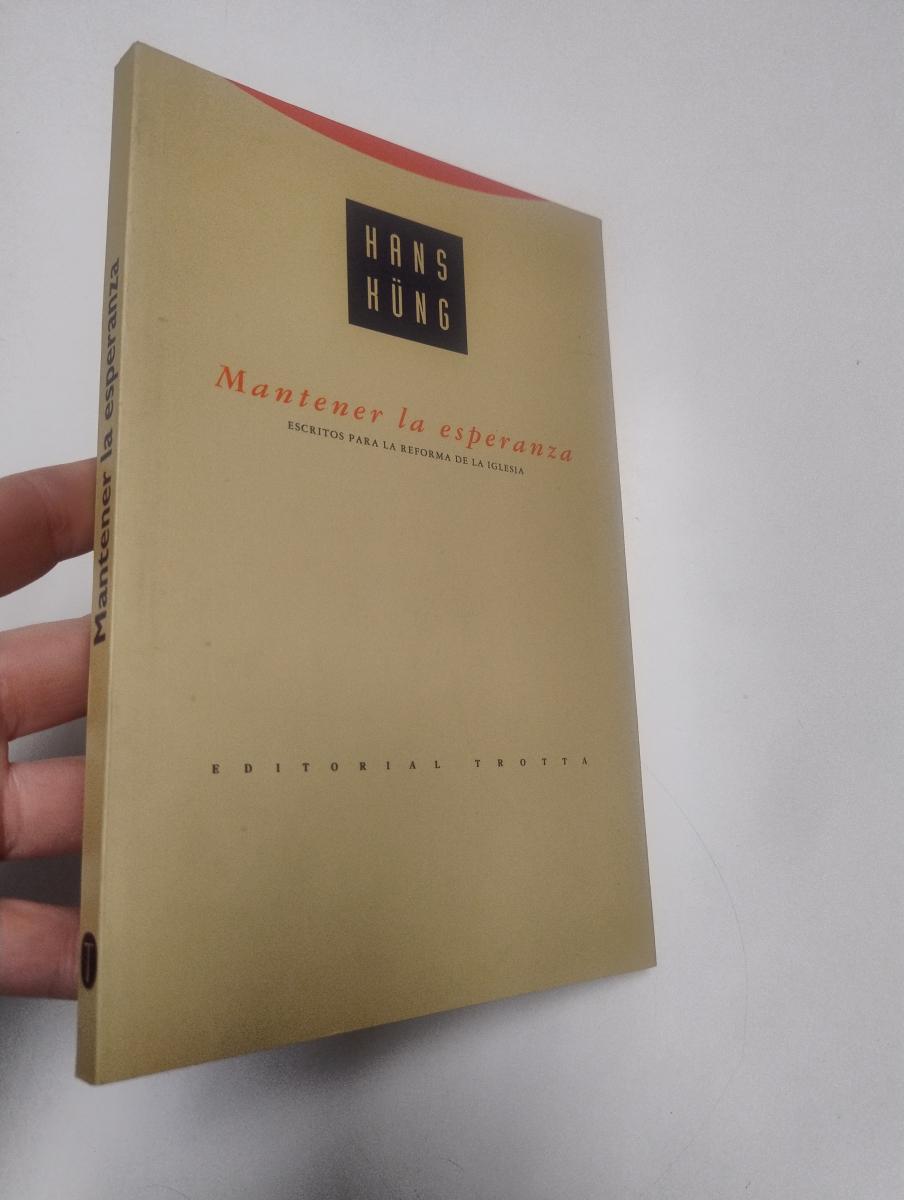 HANS
KÜNG
Mantener la esperanza
ESCRITOS PARA LA REFORMA DE LA IGLESIA
EDITORIAL TROTTA
Mantener la esperanza
T